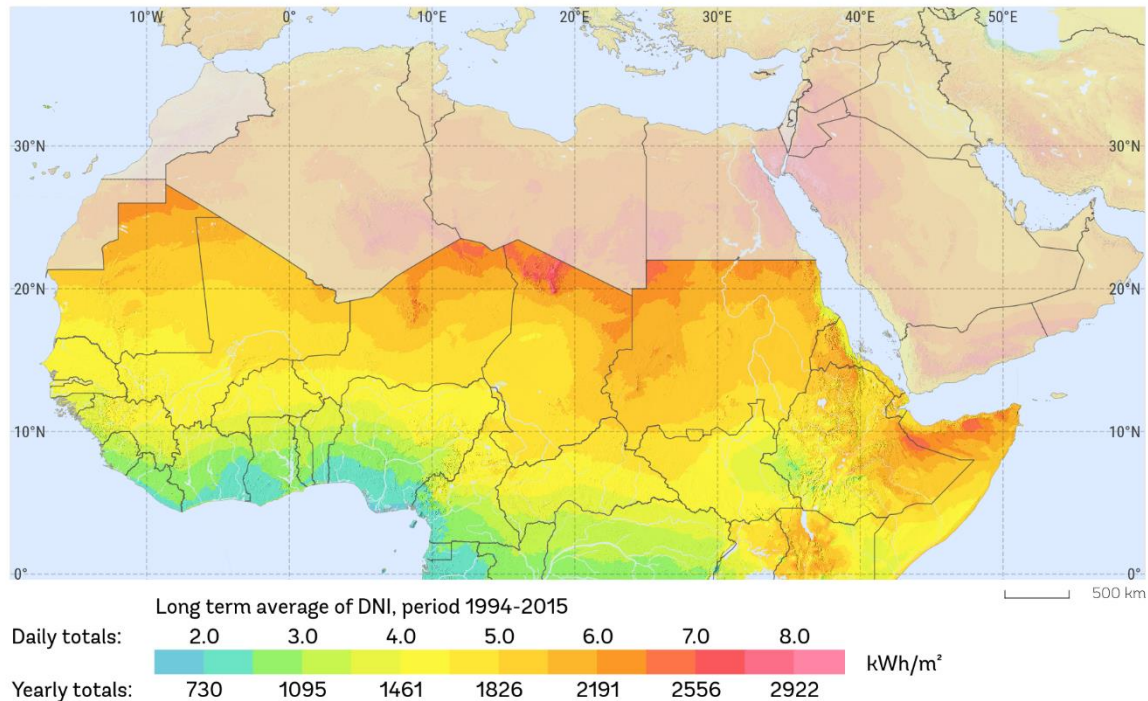 10°W 0° 10°E 20°E 30°E 40°E 50°E
30°N 30°N
20°N 20°N
10°N 10°N
0° 0°
500 km
Long term average of DNI, period 1994-2015
Daily totals: 2.0 3.0 4.0 5.0 6.0 7.0 8.0
kWh/m²
Yearly totals: 730 1095 1461 1826 2191 2556 2922